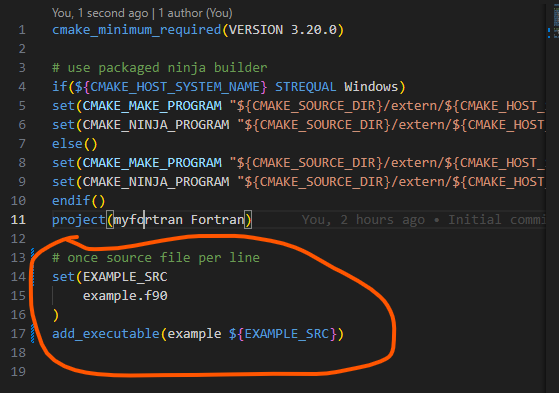 You, 1 second ago | 1 author (You)
1 cmake_minimum_required(VERSION 3.20.0)
2
3 # use packaged ninja builder
4 if(${CMAKE_HOST_SYSTEM_NAME} STREQUAL Windows)
5 set(CMAKE_MAKE_PROGRAM "${CMAKE_SOURCE_DIR}/extern/${CMAKE_HOST_
6 set(CMAKE_NINJA_PROGRAM "${CMAKE_SOURCE_DIR}/extern/${CMAKE_HOST
7 else()
8 set(CMAKE_MAKE_PROGRAM "${CMAKE_SOURCE_DIR}/extern/${CMAKE_HOST_
9 set(CMAKE_NINJA_PROGRAM "${CMAKE_SOURCE_DIR}/extern/${CMAKE_HOST
10 endif()
11 project(myfortran Fortran) You, 2 hours ago • Initial commi
12
13 # once source file per line
14 set(EXAMPLE_SRC
15 example.f90
16 )
17 add_executable(example ${EXAMPLE_SRC})
18
19